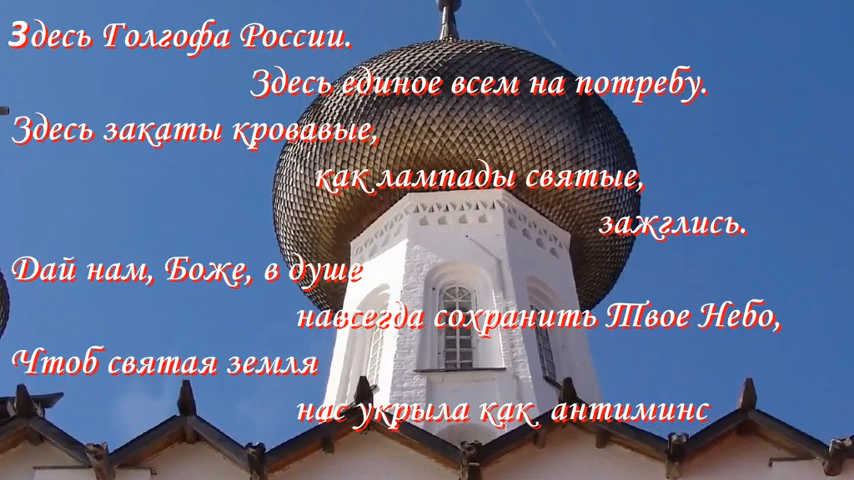 Здесь Голгофа России.
Здесь единое всем на потребу.
Здесь закаты кровавые,
как лампады святые,
зажглись.
Дай нам, Боже, в душе
навсегда сохранить Твое Небо,
Чтоб святая земля
нас укрыла как антиминс